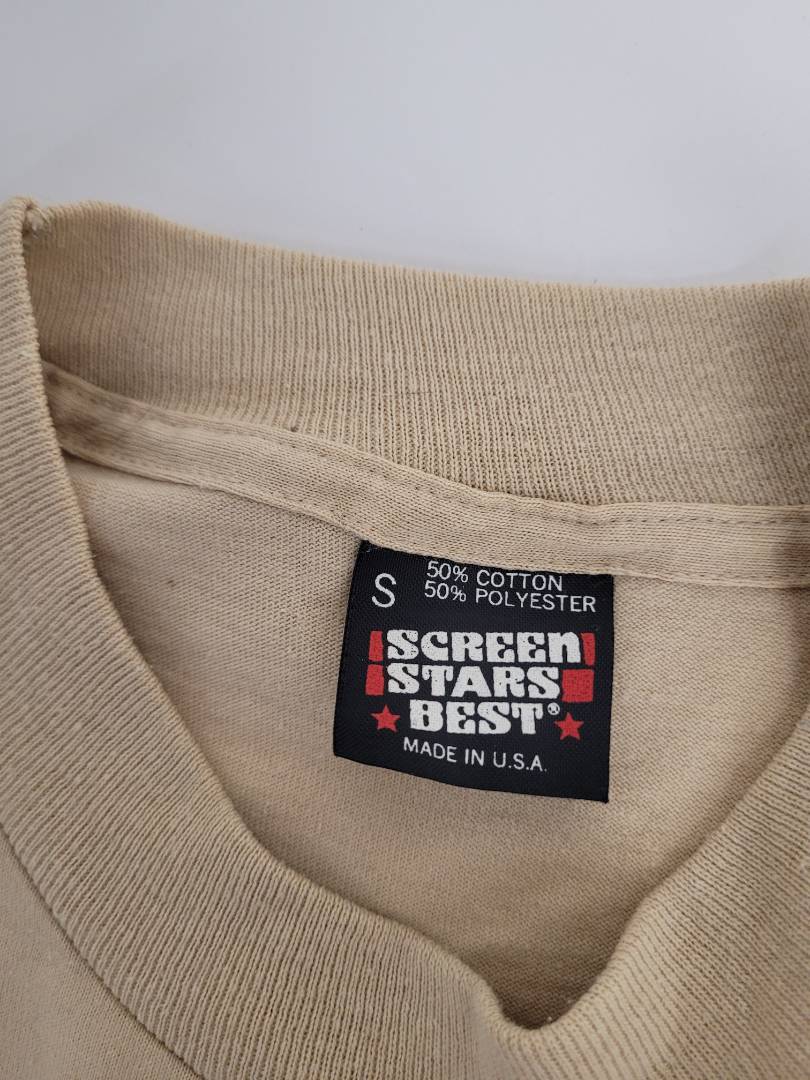 S
50% COTTON
50% POLYESTER
SCREEN
STARS
BEST®
MADE IN U.S.A.